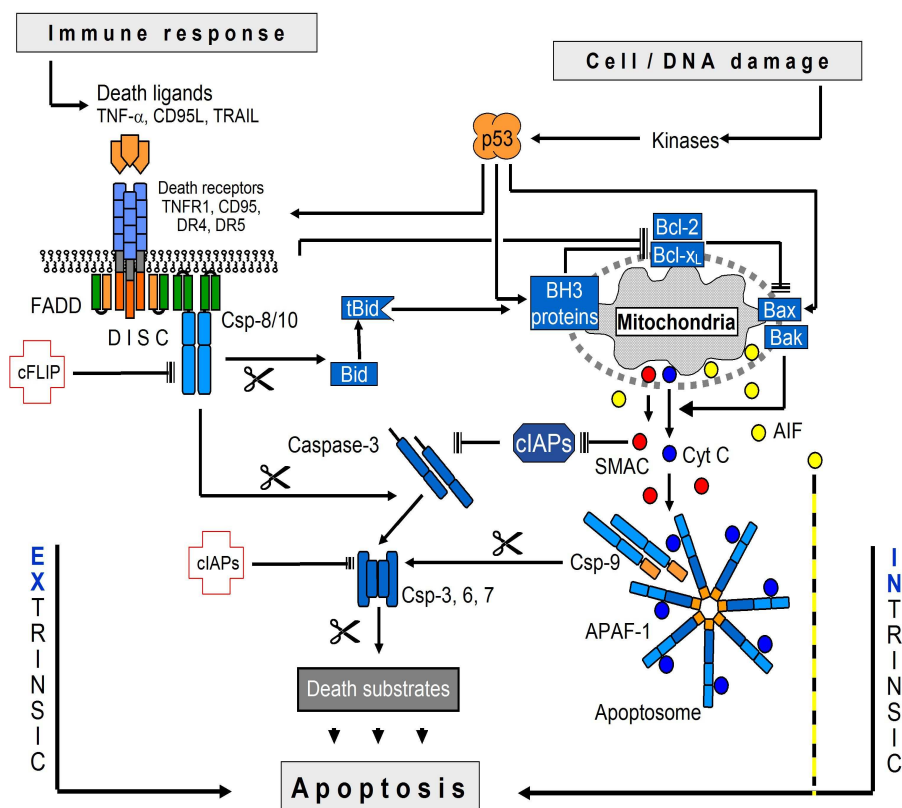 Immune response
Cell / DNA damage
Death ligands
TNF-α, CD95L, TRAIL
p53
Kinases
Death receptors
TNFR1, CD95,
DR4, DR5
Bcl-2
Bcl-xL
FADD
DISC
Csp-8/10
tBid
BH3
proteins
Mitochondria
Bax
Bak
cFLIP
Bid
Caspase-3
cIAPs
SMAC
Cyt C
AIF
cIAPs
Csp-9
Csp-3, 6, 7
APAF-1
Death substrates
Apoptosome
EXTRINSIC
INTRINSIC
Apoptosis